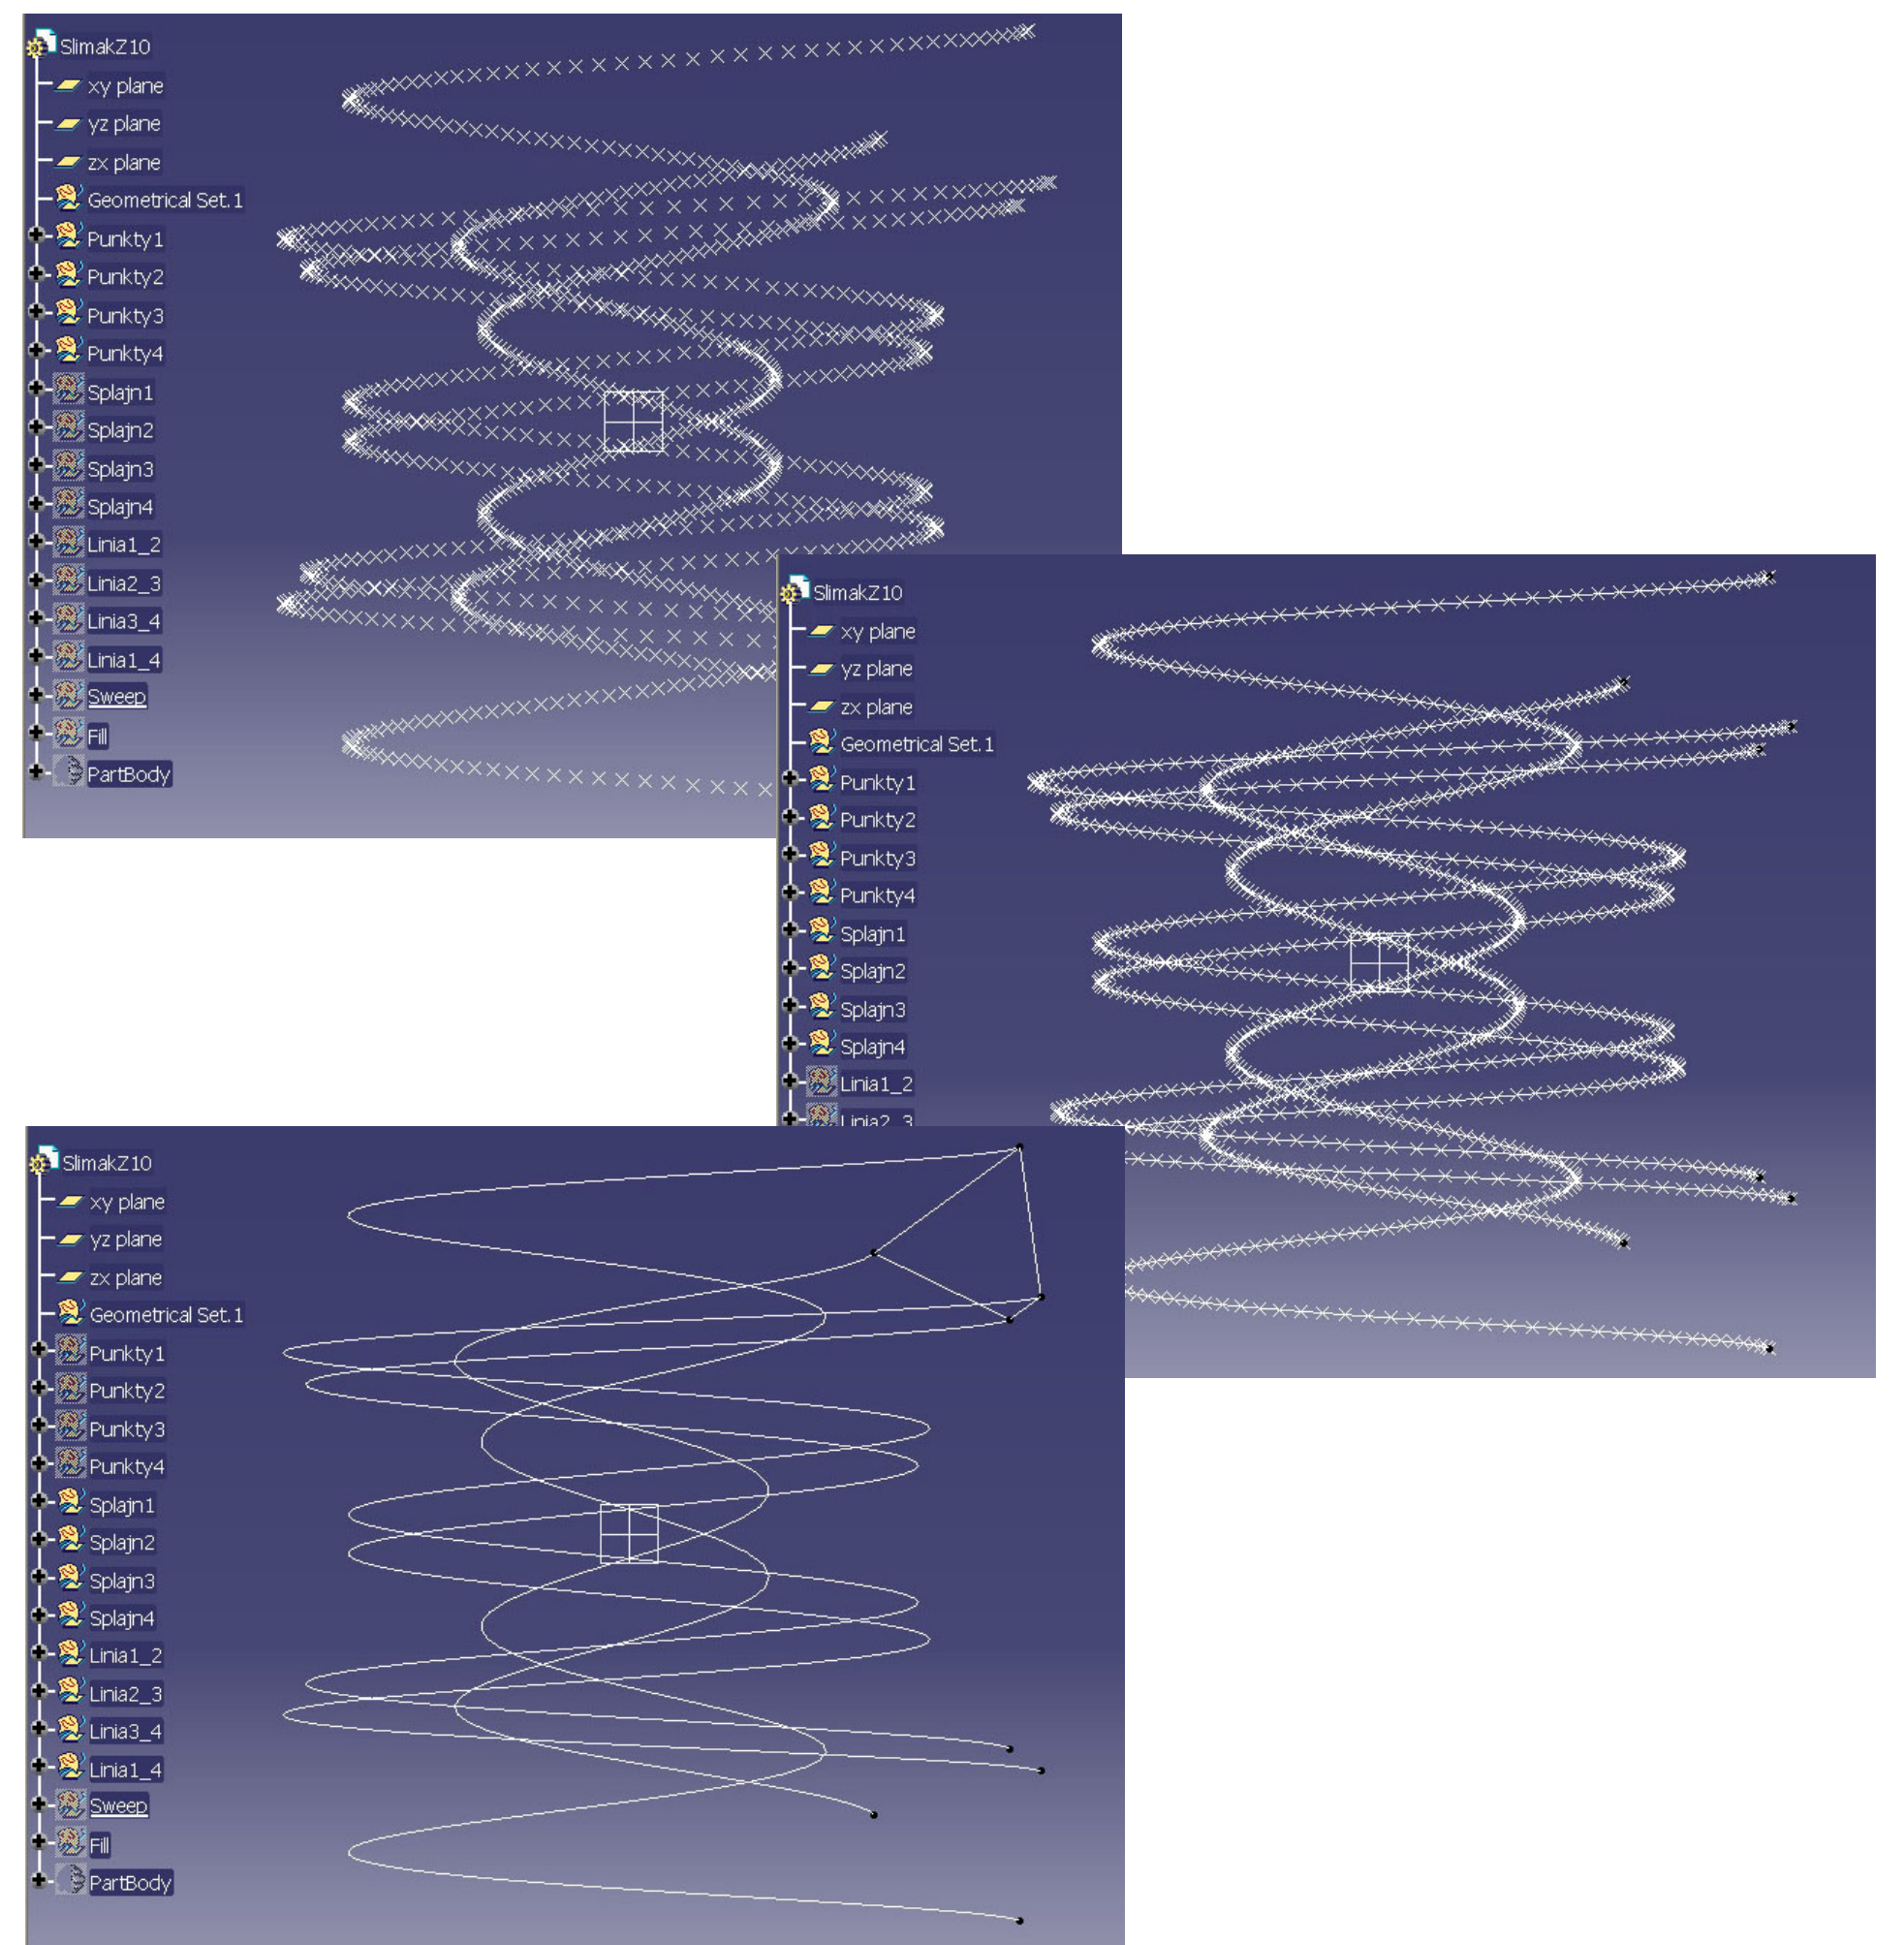 SlimakZ10
xy plane
yz plane
zx plane
Geometrical Set.1
Punkty1
Punkty2
Punkty3
Punkty4
Splajn1
Splajn2
Splajn3
Splajn4
Linia1_2
Linia2_3
Linia3_4
Linia1_4
Sweep
Fill
PartBody
SlimakZ10
xy plane
yz plane
zx plane
Geometrical Set.1
Punkty1
Punkty2
Punkty3
Punkty4
Splajn1
Splajn2
Splajn3
Splajn4
Linia1_2
Linia2_3
SlimakZ10
xy plane
yz plane
zx plane
Geometrical Set.1
Punkty1
Punkty2
Punkty3
Punkty4
Splajn1
Splajn2
Splajn3
Splajn4
Linia1_2
Linia2_3
Linia3_4
Linia1_4
Sweep
Fill
PartBody